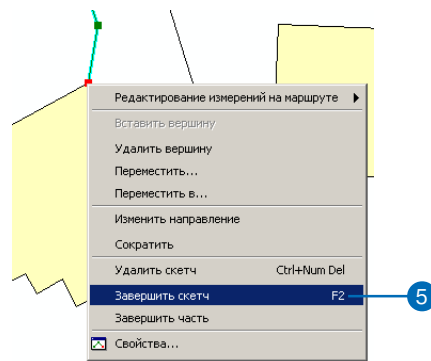 Редактирование измерений на маршруте
Вставить вершину
Удалить вершину
Переместить...
Переместить в...
Изменить направление
Сократить
Удалить скетч Ctrl+Num Del
Завершить скетч F2
5
Завершить часть
Свойства...